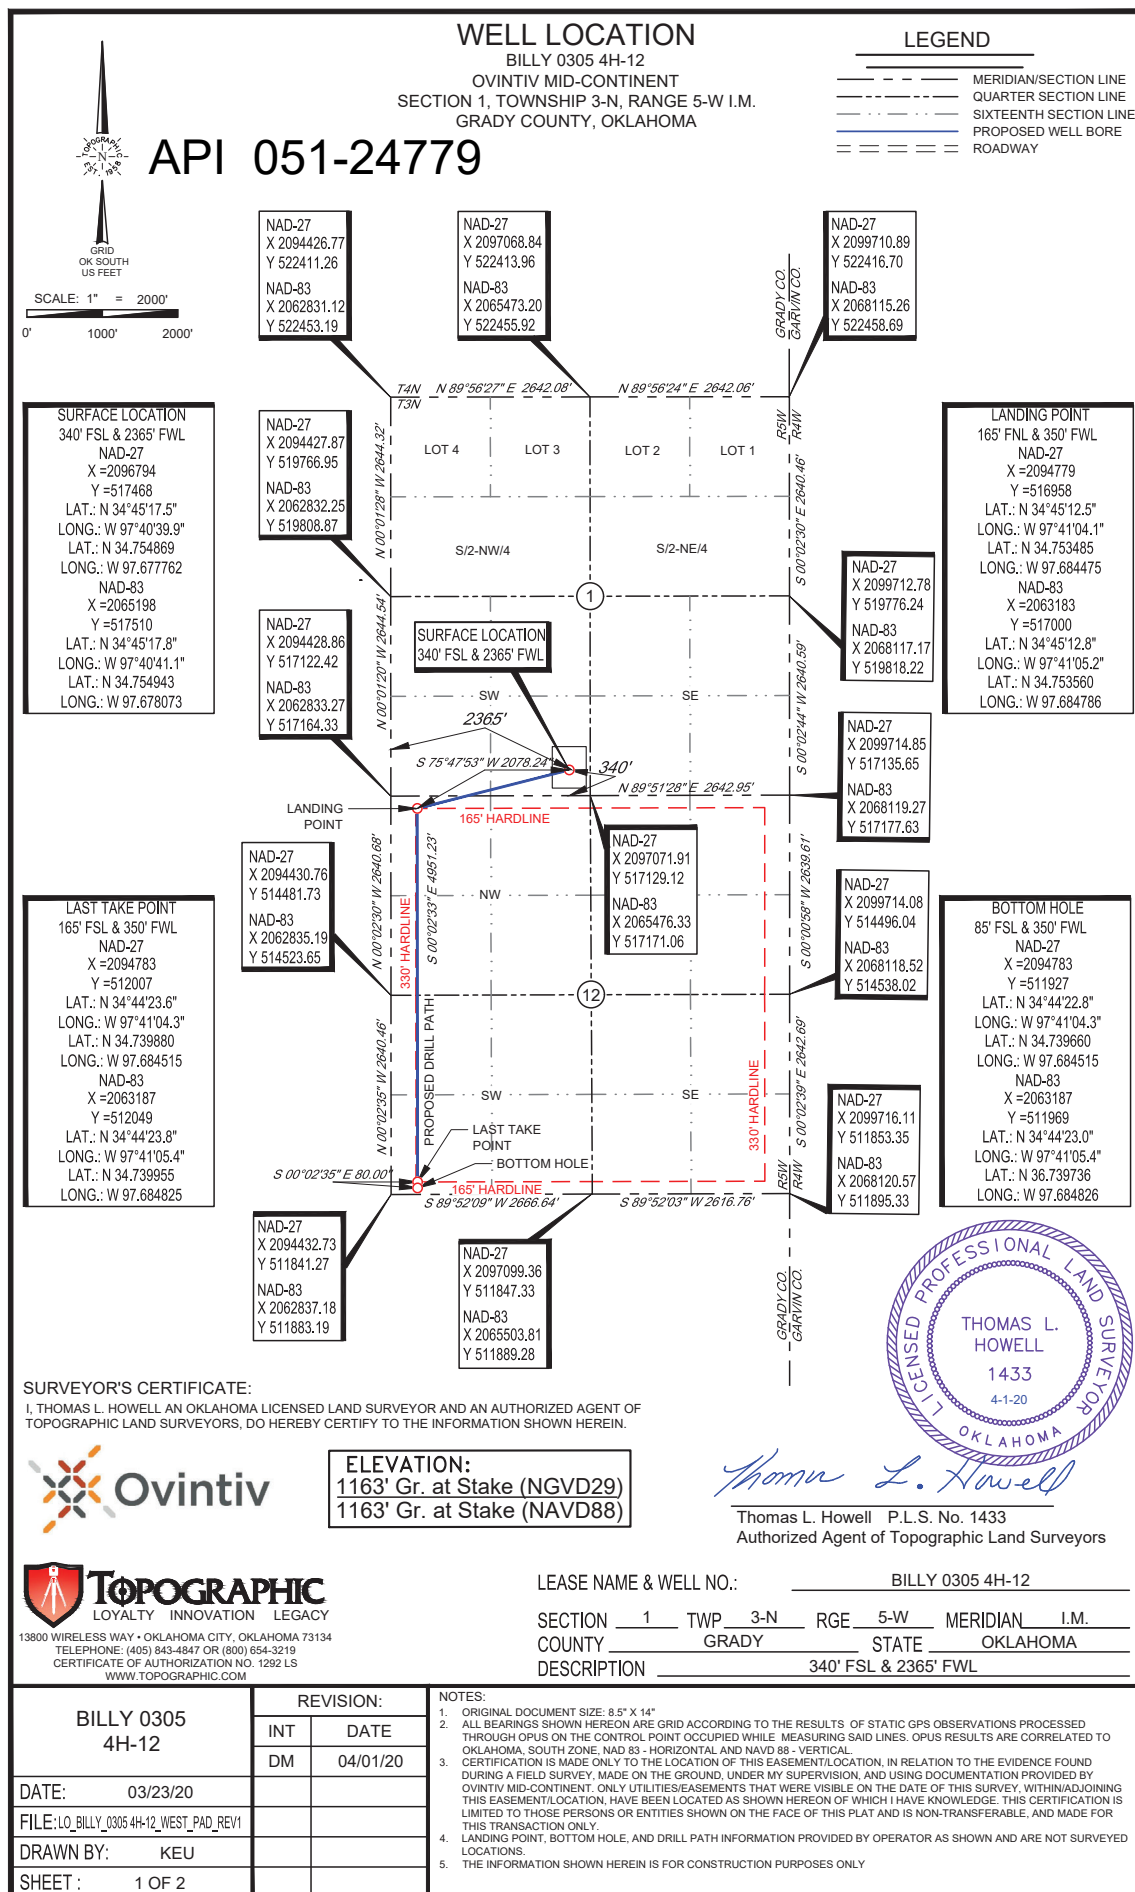 WELL LOCATION
BILLY 0305 4H-12
OVINTIV MID-CONTINENT
SECTION 1, TOWNSHIP 3-N, RANGE 5-W I.M.
GRADY COUNTY, OKLAHOMA
API 051-24779
LEGEND
MERIDIAN/SECTION LINE
QUARTER SECTION LINE
SIXTEENTH SECTION LINE
PROPOSED WELL BORE
ROADWAY
TOPOGRAPHIC
N
EST. 1958
GRID
OK SOUTH
US FEET
SCALE: 1" = 2000'
0' 1000' 2000'
NAD-27
X 2094426.77
Y 522411.26
NAD-83
X 2062831.12
Y 522453.19
NAD-27
X 2097068.84
Y 522413.96
NAD-83
X 2065473.20
Y 522455.92
NAD-27
X 2099710.89
Y 522416.70
NAD-83
X 2068115.26
Y 522458.69
GRADY CO.
GARVIN CO.
T4N
T3N
N 89°56'27" E 2642.08'
N 89°56'24" E 2642.06'
R5W
R4W
SURFACE LOCATION
340' FSL & 2365' FWL
NAD-27
X =2096794
Y =517468
LAT.: N 34°45'17.5"
LONG.: W 97°40'39.9"
LAT.: N 34.754869
LONG.: W 97.677762
NAD-83
X =2065198
Y =517510
LAT.: N 34°45'17.8"
LONG.: W 97°40'41.1"
LAT.: N 34.754943
LONG.: W 97.678073
NAD-27
X 2094427.87
Y 519766.95
NAD-83
X 2062832.25
Y 519808.87
N 00°01'28" W 2644.32'
LOT 4
LOT 3
LOT 2
LOT 1
S 00°02'30" E 2640.46'
S/2-NW/4
S/2-NE/4
1
LANDING POINT
165' FNL & 350' FWL
NAD-27
X =2094779
Y =516958
LAT.: N 34°45'12.5"
LONG.: W 97°41'04.1"
LAT.: N 34.753485
LONG.: W 97.684475
NAD-83
X =2063183
Y =517000
LAT.: N 34°45'12.8"
LONG.: W 97°41'05.2"
LAT.: N 34.753560
LONG.: W 97.684786
NAD-27
X 2099712.78
Y 519776.24
NAD-83
X 2068117.17
Y 519818.22
NAD-27
X 2094428.86
Y 517122.42
NAD-83
X 2062833.27
Y 517164.33
N 00°01'20" W 2644.54'
SURFACE LOCATION
340' FSL & 2365' FWL
SW
SE
S 00°02'44" W 2640.59'
2365'
S 75°47'53" W 2078.24'
340'
N 89°51'28" E 2642.95'
NAD-27
X 2099714.85
Y 517135.65
NAD-83
X 2068119.27
Y 517177.63
LANDING
POINT
165' HARDLINE
NAD-27
X 2097071.91
Y 517129.12
NAD-83
X 2065476.33
Y 517171.06
NAD-27
X 2094430.76
Y 514481.73
NAD-83
X 2062835.19
Y 514523.65
N 00°02'30" W 2640.68'
330' HARDLINE
S 00°02'33" E 4951.23'
NW
S 00°00'58" W 2639.61'
NAD-27
X 2099714.08
Y 514496.04
NAD-83
X 2068118.52
Y 514538.02
12
LAST TAKE POINT
165' FSL & 350' FWL
NAD-27
X =2094783
Y =512007
LAT.: N 34°44'23.6"
LONG.: W 97°41'04.3"
LAT.: N 34.739880
LONG.: W 97.684515
NAD-83
X =2063187
Y =512049
LAT.: N 34°44'23.8"
LONG.: W 97°41'05.4"
LAT.: N 34.739955
LONG.: W 97.684825
BOTTOM HOLE
85' FSL & 350' FWL
NAD-27
X =2094783
Y =511927
LAT.: N 34°44'22.8"
LONG.: W 97°41'04.3"
LAT.: N 34.739660
LONG.: W 97.684515
NAD-83
X =2063187
Y =511969
LAT.: N 34°44'23.0"
LONG.: W 97°41'05.4"
LAT.: N 36.739736
LONG.: W 97.684826
N 00°02'35" W 2640.46'
PROPOSED DRILL PATH
SW
SE
330' HARDLINE
S 00°02'39" E 2642.69'
NAD-27
X 2099716.11
Y 511853.35
NAD-83
X 2068120.57
Y 511895.33
LAST TAKE
POINT
BOTTOM HOLE
S 00°02'35" E 80.00'
165' HARDLINE
S 89°52'09" W 2666.64'
S 89°52'03" W 2616.76'
R5W
R4W
NAD-27
X 2094432.73
Y 511841.27
NAD-83
X 2062837.18
Y 511883.19
NAD-27
X 2097099.36
Y 511847.33
NAD-83
X 2065503.81
Y 511889.28
GRADY CO.
GARVIN CO.
LICENSED PROFESSIONAL LAND SURVEYOR
THOMAS L.
HOWELL
1433
4-1-20
OKLAHOMA
SURVEYOR'S CERTIFICATE:
I, THOMAS L. HOWELL AN OKLAHOMA LICENSED LAND SURVEYOR AND AN AUTHORIZED AGENT OF
TOPOGRAPHIC LAND SURVEYORS, DO HEREBY CERTIFY TO THE INFORMATION SHOWN HEREIN.
Ovintiv
ELEVATION:
1163' Gr. at Stake (NGVD29)
1163' Gr. at Stake (NAVD88)
Thomas L. Howell
Thomas L. Howell P.L.S. No. 1433
Authorized Agent of Topographic Land Surveyors
TOPOGRAPHIC
LOYALTY INNOVATION LEGACY
13800 WIRELESS WAY • OKLAHOMA CITY, OKLAHOMA 73134
TELEPHONE: (405) 843-4847 OR (800) 654-3219
CERTIFICATE OF AUTHORIZATION NO. 1292 LS
WWW.TOPOGRAPHIC.COM
LEASE NAME & WELL NO.: BILLY 0305 4H-12
SECTION 1 TWP 3-N RGE 5-W MERIDIAN I.M.
COUNTY GRADY STATE OKLAHOMA
DESCRIPTION 340' FSL & 2365' FWL
BILLY 0305
4H-12
REVISION:
INT DATE
DM 04/01/20
DATE: 03/23/20
FILE: LO_BILLY_0305 4H-12_WEST_PAD_REV1
DRAWN BY: KEU
SHEET : 1 OF 2
NOTES:
1. ORIGINAL DOCUMENT SIZE: 8.5" X 14"
2. ALL BEARINGS SHOWN HEREON ARE GRID ACCORDING TO THE RESULTS OF STATIC GPS OBSERVATIONS PROCESSED
THROUGH OPUS ON THE CONTROL POINT OCCUPIED WHILE MEASURING SAID LINES. OPUS RESULTS ARE CORRELATED TO
OKLAHOMA, SOUTH ZONE, NAD 83 - HORIZONTAL AND NAVD 88 - VERTICAL.
3. CERTIFICATION IS MADE ONLY TO THE LOCATION OF THIS EASEMENT/LOCATION, IN RELATION TO THE EVIDENCE FOUND
DURING A FIELD SURVEY, MADE ON THE GROUND, UNDER MY SUPERVISION, AND USING DOCUMENTATION PROVIDED BY
OVINTIV MID-CONTINENT. ONLY UTILITIES/EASEMENTS THAT WERE VISIBLE ON THE DATE OF THIS SURVEY, WITHIN/ADJOINING
THIS EASEMENT/LOCATION, HAVE BEEN LOCATED AS SHOWN HEREON OF WHICH I HAVE KNOWLEDGE. THIS CERTIFICATION IS
LIMITED TO THOSE PERSONS OR ENTITIES SHOWN ON THE FACE OF THIS PLAT AND IS NON-TRANSFERABLE, AND MADE FOR
THIS TRANSACTION ONLY.
4. LANDING POINT, BOTTOM HOLE, AND DRILL PATH INFORMATION PROVIDED BY OPERATOR AS SHOWN AND ARE NOT SURVEYED
LOCATIONS.
5. THE INFORMATION SHOWN HEREIN IS FOR CONSTRUCTION PURPOSES ONLY